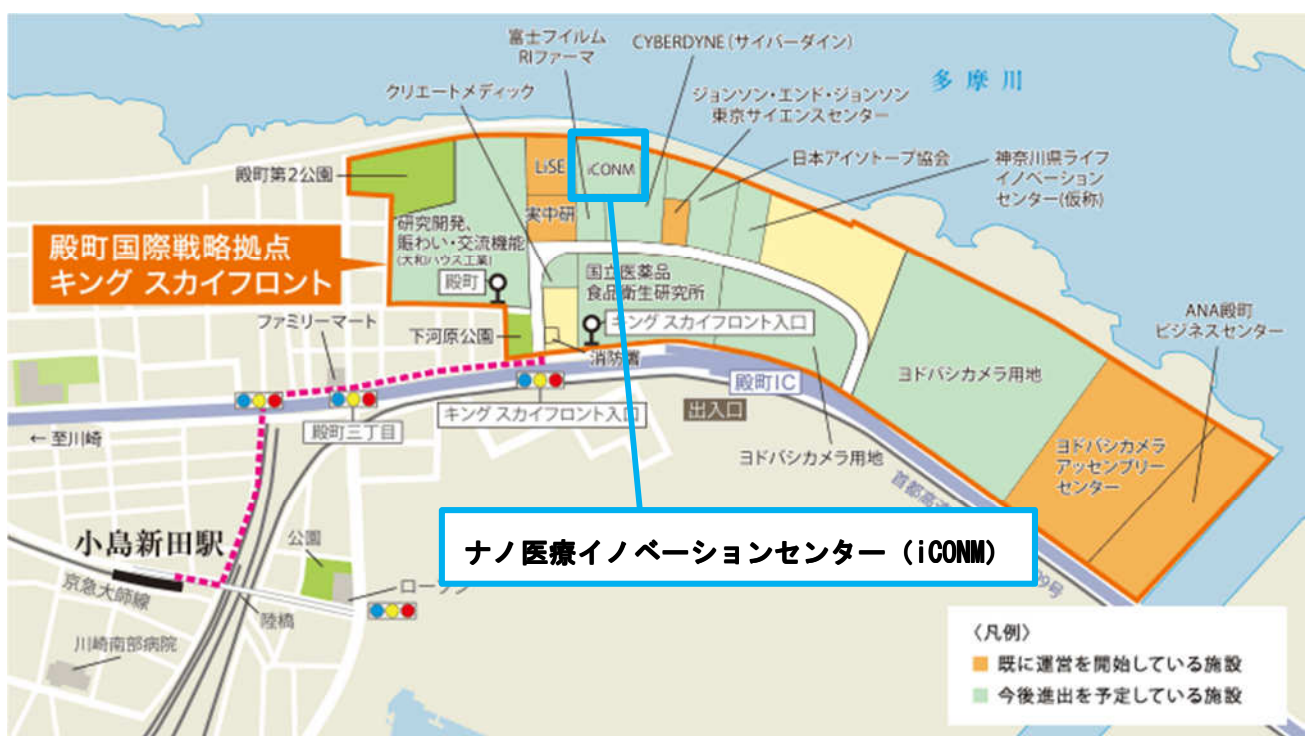 富士フイルム
RIファーマ
CYBERDYNE(サイバーダイン)
多摩川
クリエートメディック
ジョンソン・エンド・ジョンソン
東京サイエンスセンター
日本アイソトープ協会
神奈川県ライフ
イノベーション
センター(仮称)
殿町第2公園
LiSE
iCONM
実中研
研究開発、
賑わい・交流機能
(大和ハウス工業)
殿町国際戦略拠点
キング スカイフロント
殿町
国立医薬品
食品衛生研究所
キング スカイフロント入口
ファミリーマート
下河原公園
消防署
ANA殿町
ビジネスセンター
殿町IC
出入口
ヨドバシカメラ用地
キング スカイフロント入口
殿町三丁目
← 至川崎
ヨドバシカメラ用地
ヨドバシカメラ
アッセンブリー
センター
首都高速
ナノ医療イノベーションセンター（iCONM）
小島新田駅
公園
京急大師線
陸橋
川崎南部病院
〈凡例〉
既に運営を開始している施設
今後進出を予定している施設